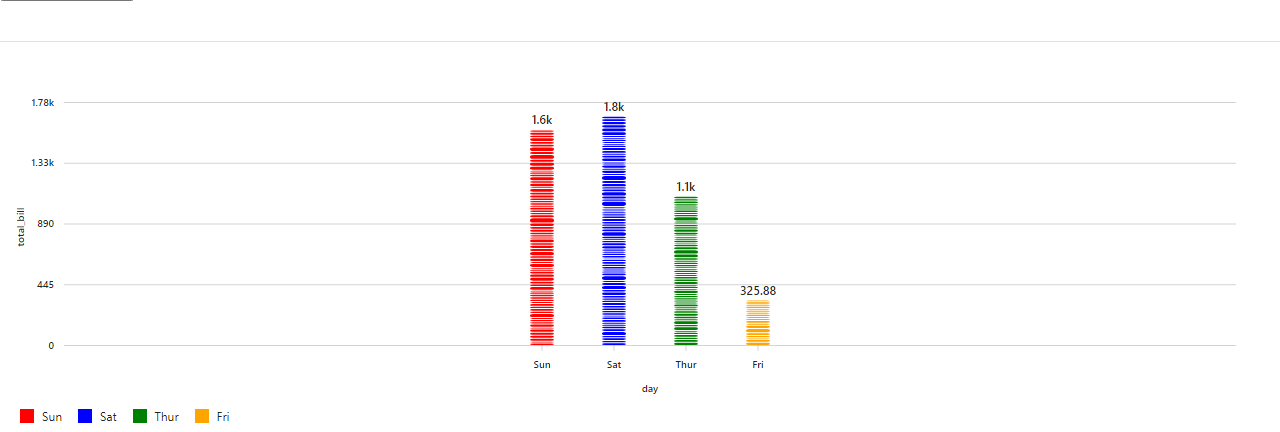 1.78k
1.33k
890
445
0
total_bill
1.6k
1.8k
1.1k
325.88
Sun Sat Thur Fri
day
Sun Sat Thur Fri